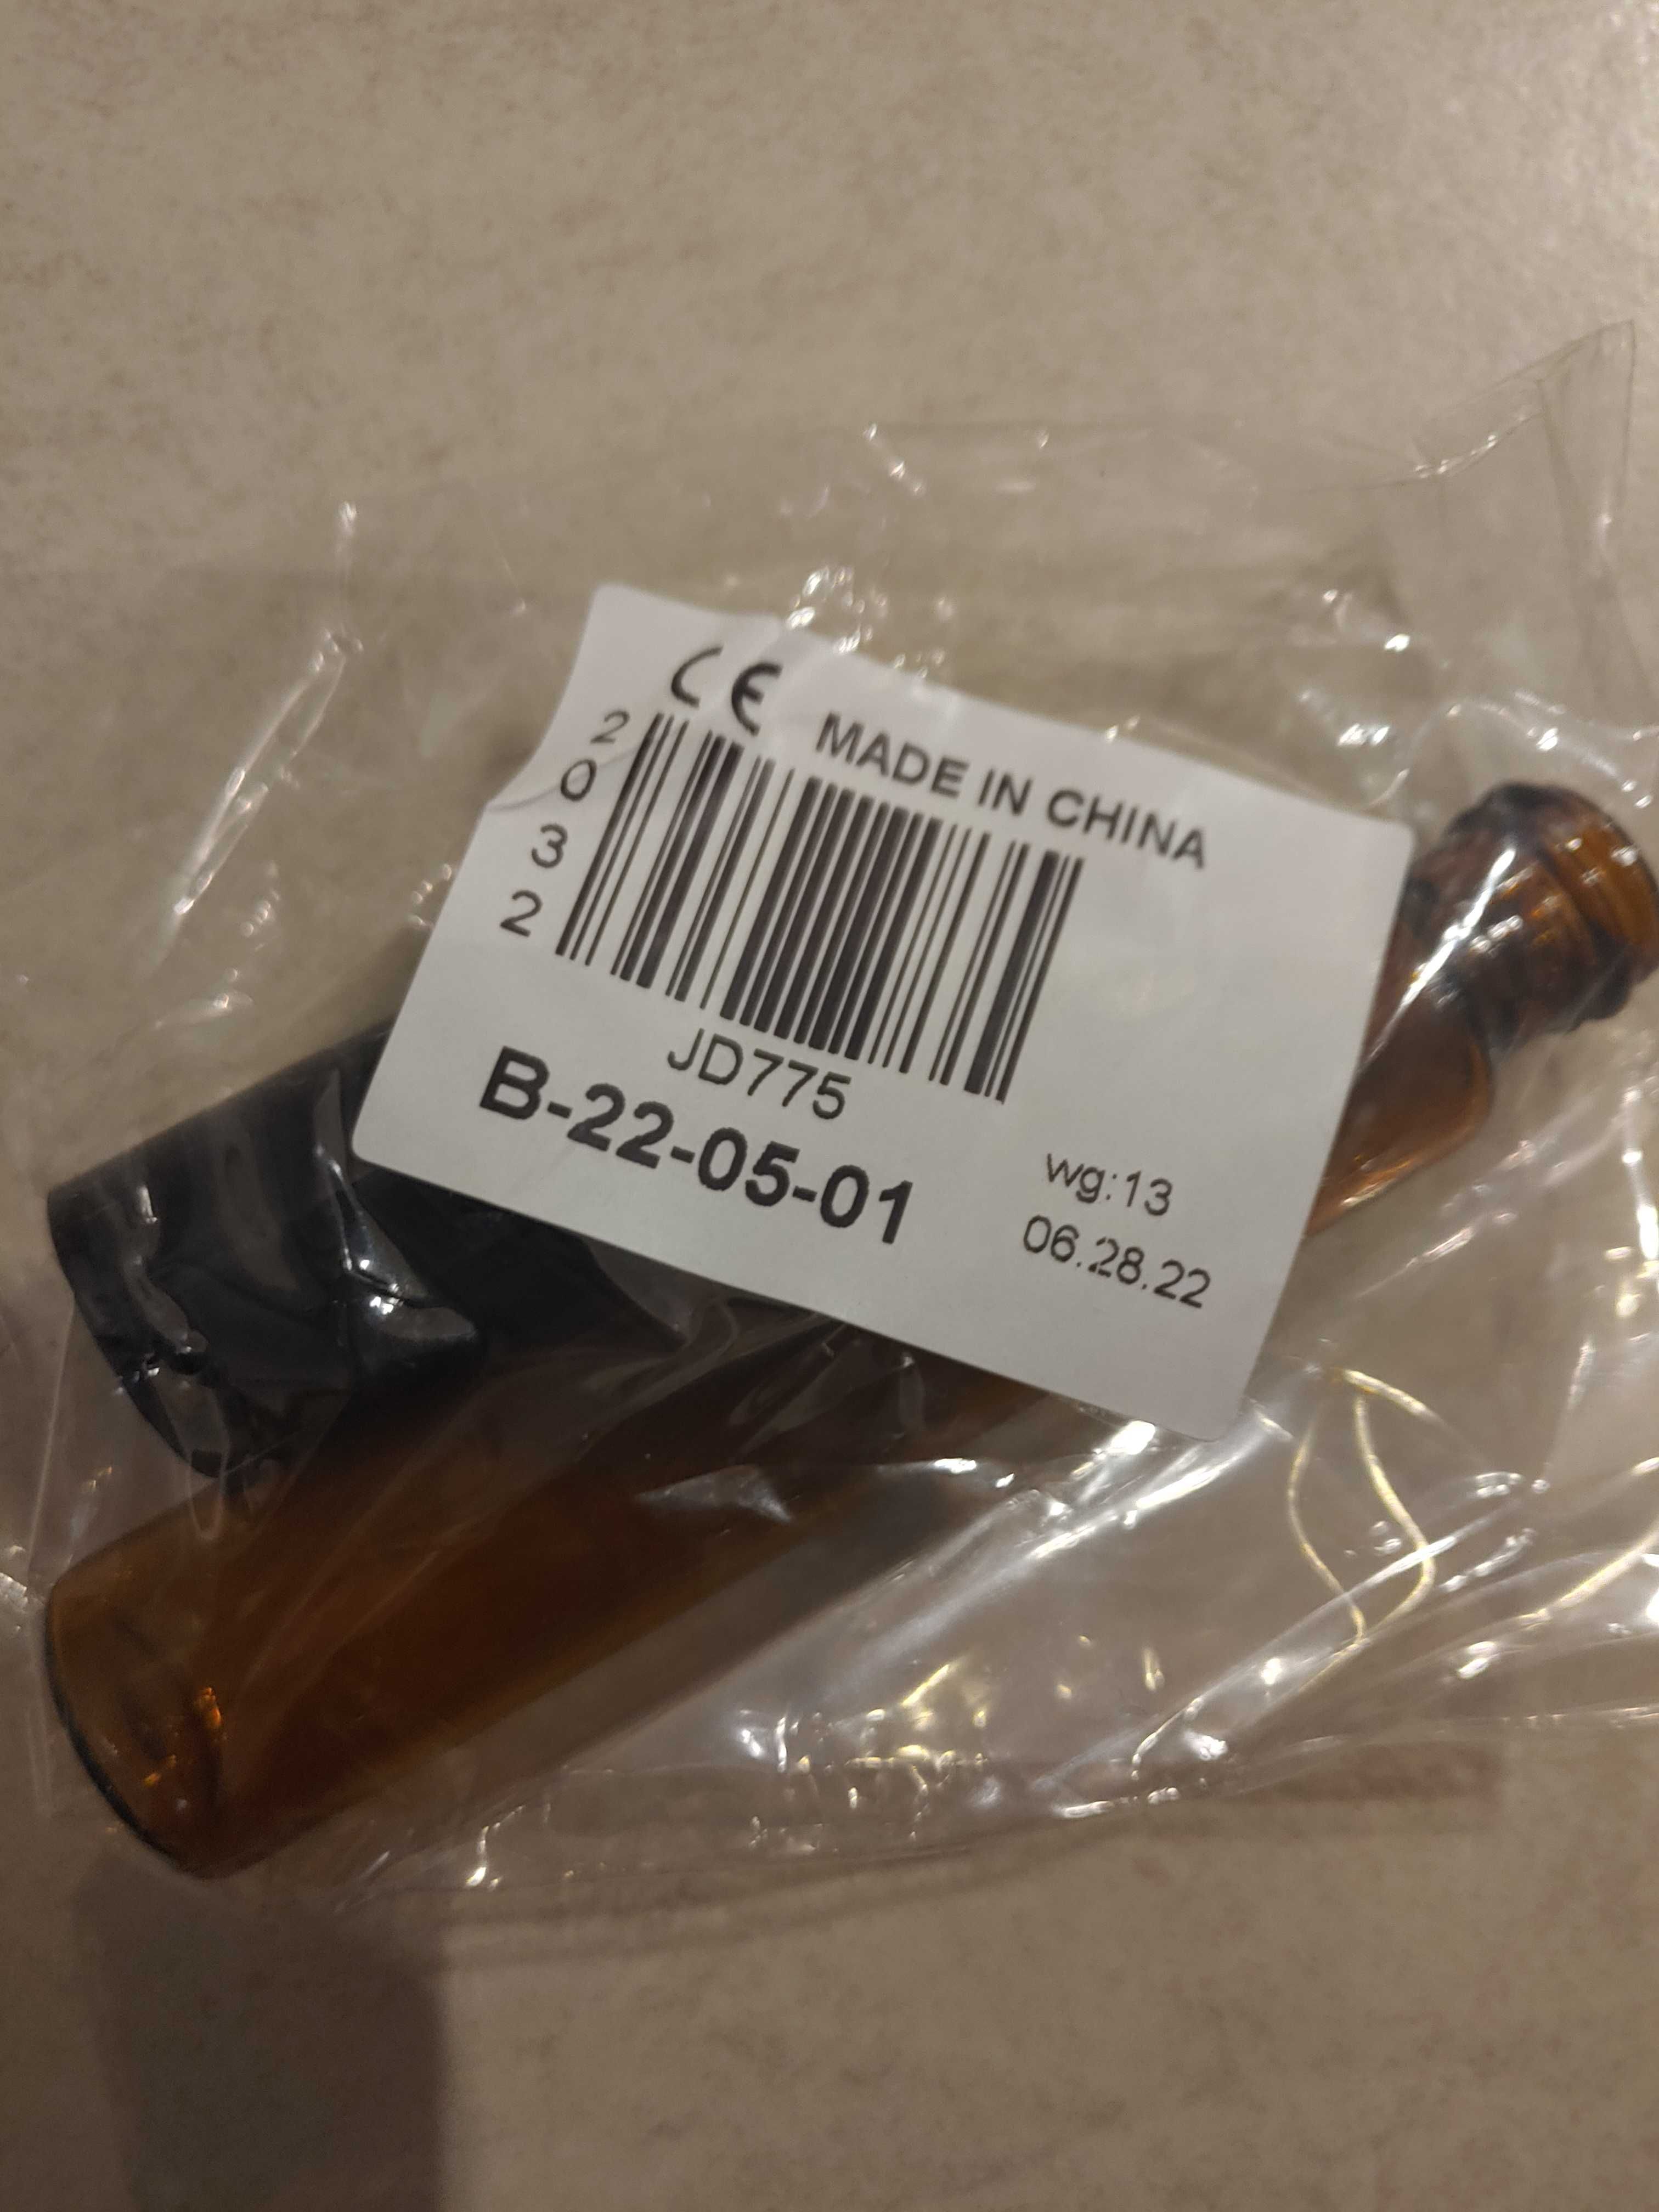 CE MADE IN CHINA
2032
JD775
B-22-05-01
wg:13
06.28.22